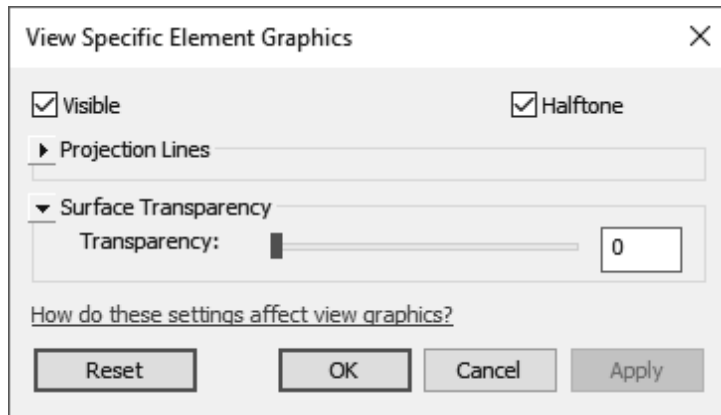 View Specific Element Graphics
Visible Halftone
Projection Lines
Surface Transparency
Transparency: 0
How do these settings affect view graphics?
Reset OK Cancel Apply